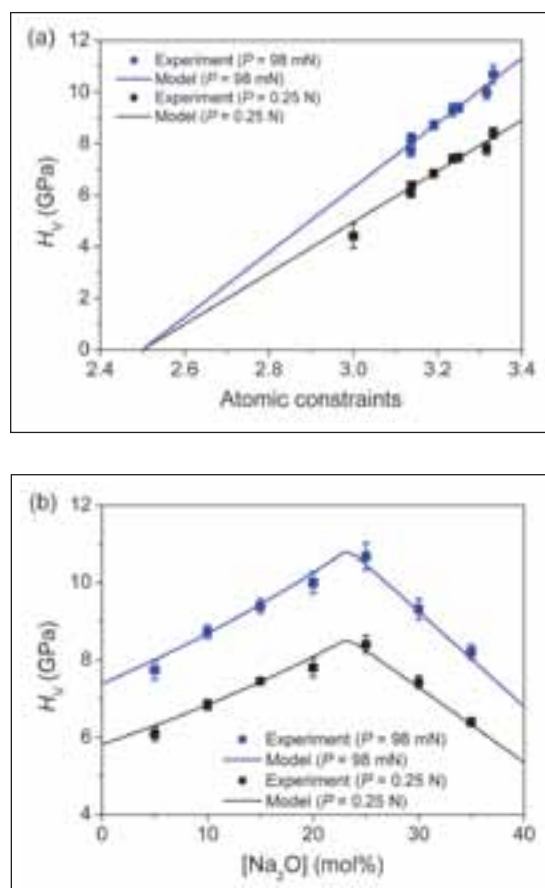 (a)
Experiment (P = 98 mN)
Model (P = 98 mN)
Experiment (P = 0.25 N)
Model (P = 0.25 N)
12
10
8
6
4
2
0
H_V (GPa)
2.4 2.6 2.8 3.0 3.2 3.4
Atomic constraints
(b)
12
10
8
6
4
H_V (GPa)
Experiment (P = 98 mN)
Model (P = 98 mN)
Experiment (P = 0.25 N)
Model (P = 0.25 N)
0 10 20 30 40
[Na₂O] (mol%)